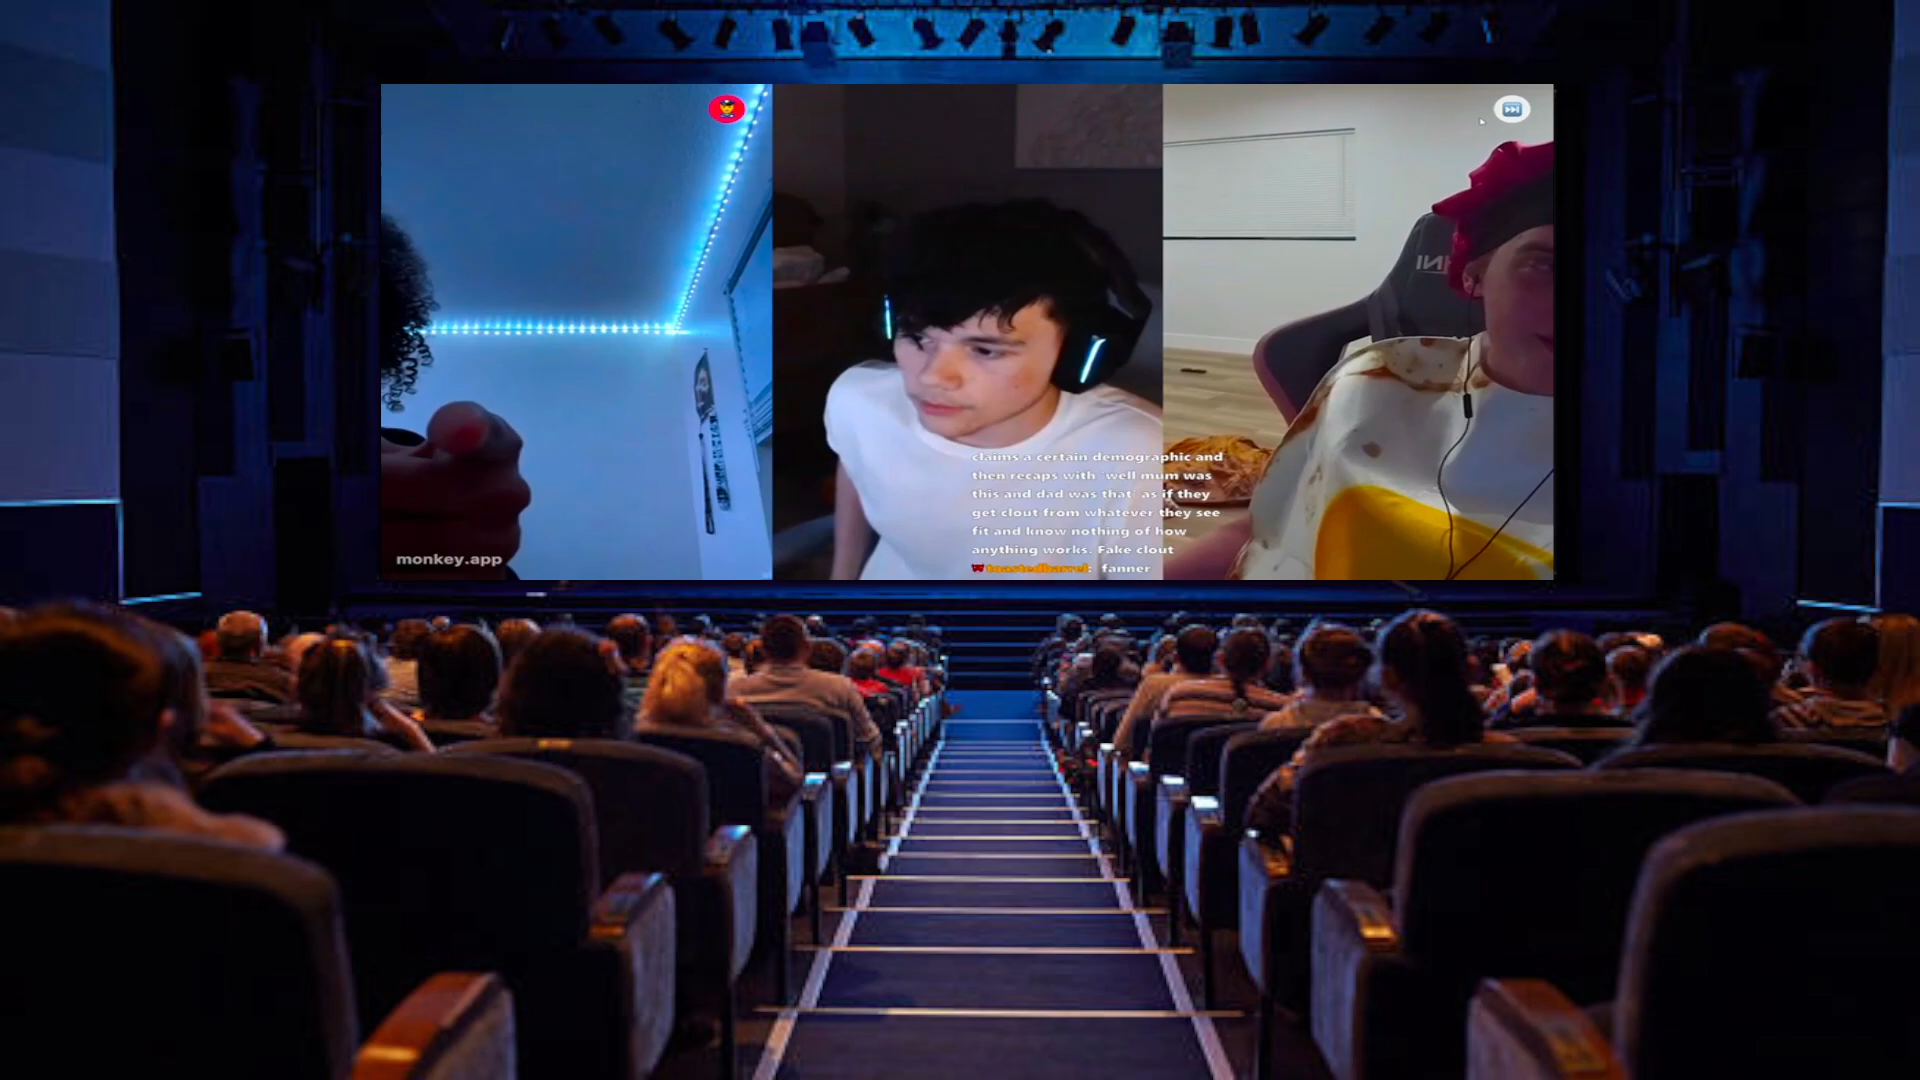 monkey.app
claims a certain demographic and
then recaps with well mum was
this and dad was that as if they
get clout from whatever they see
fit and know nothing of how
anything works. Fake clout
toastedbarrel: fanner